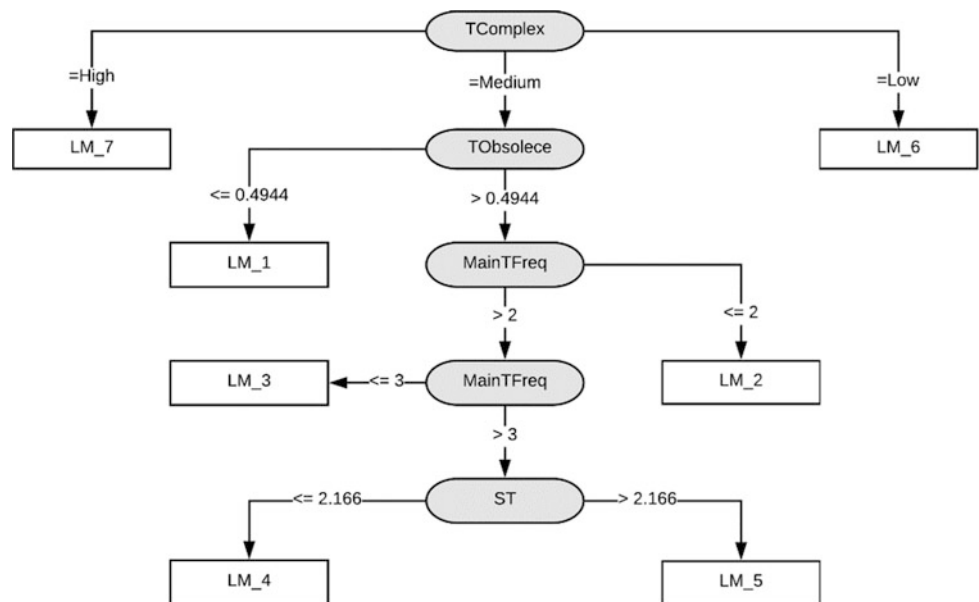 TComplex
=High
=Medium
=Low
LM_7
TObsolece
LM_6
<= 0.4944
> 0.4944
LM_1
MainTFreq
> 2
<= 2
LM_3
<= 3
MainTFreq
LM_2
> 3
<= 2.166
ST
> 2.166
LM_4
LM_5